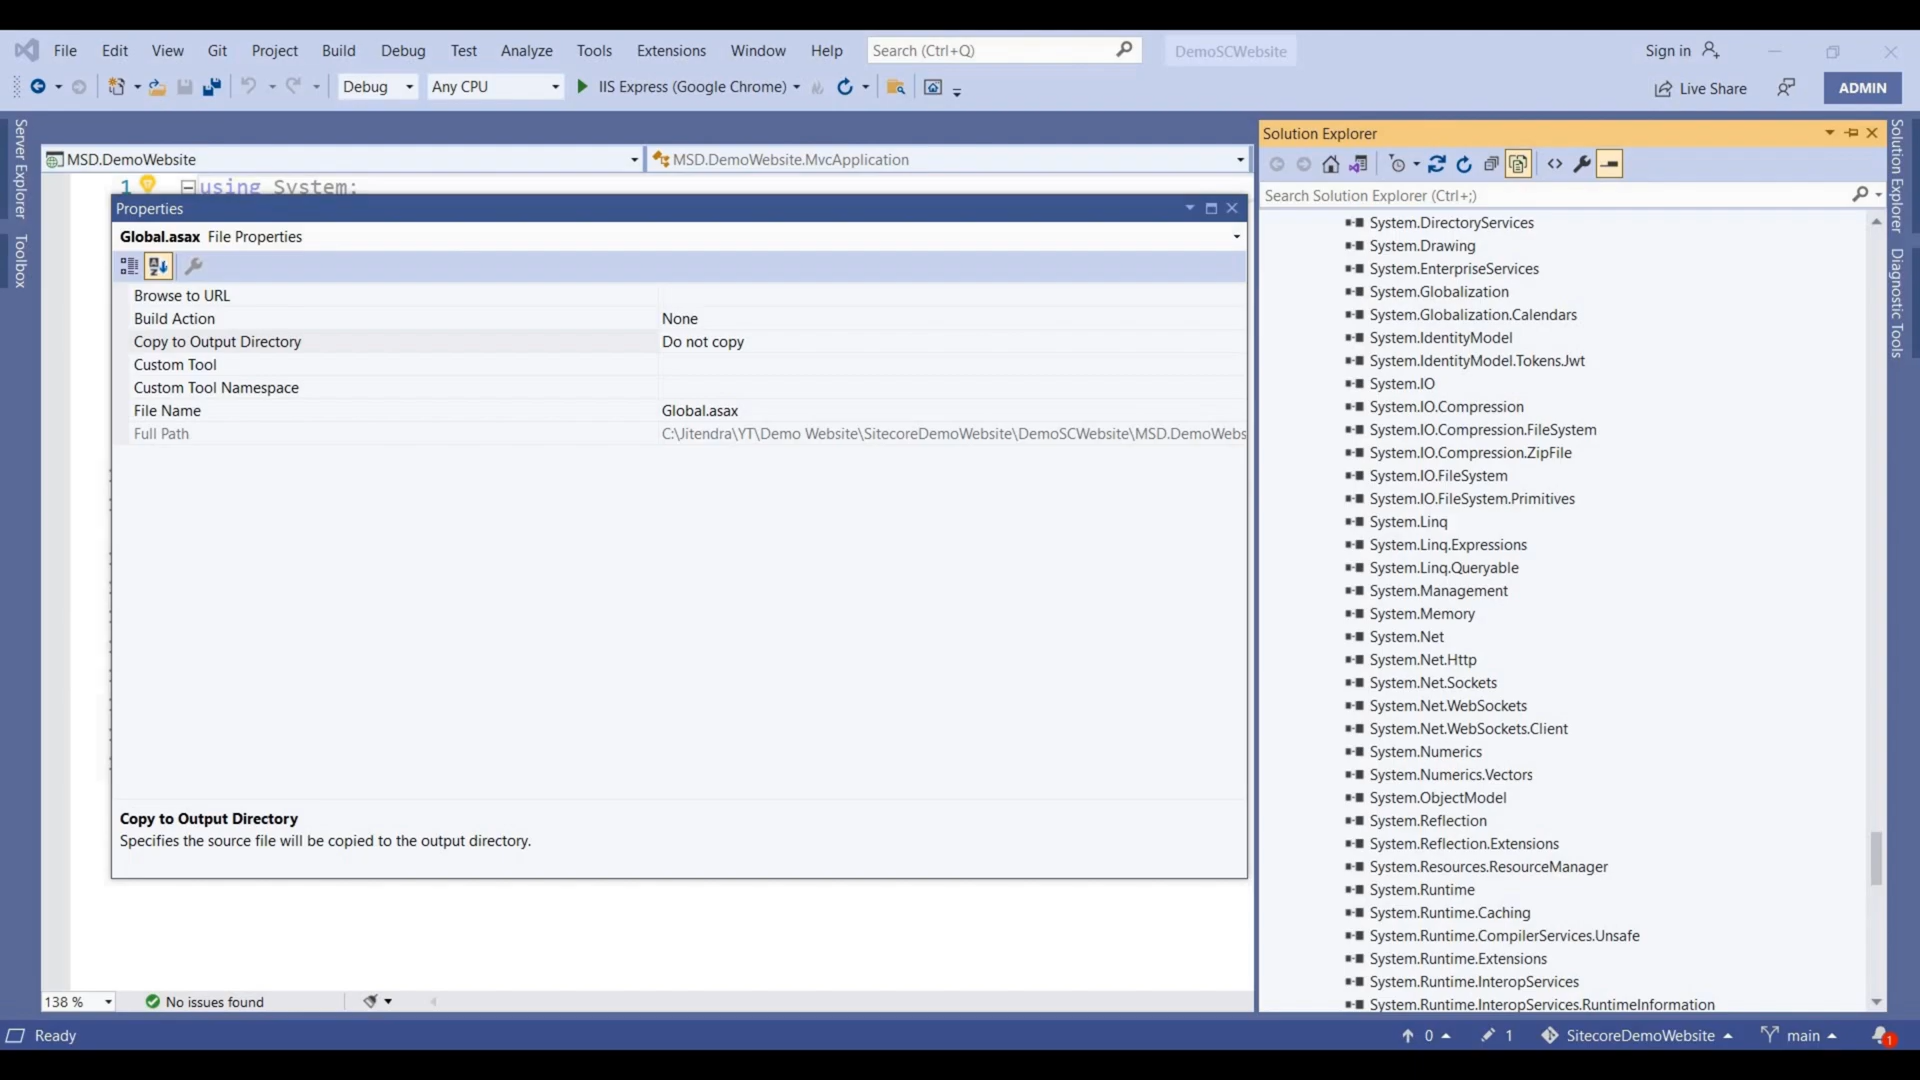 File Edit View Git Project Build Debug Test Analyze Tools Extensions Window Help Search (Ctrl+Q) DemoSCWebsite Sign in
Debug Any CPU IIS Express (Google Chrome) Live Share ADMIN
Server Explorer
Toolbox
MSD.DemoWebsite MSD.DemoWebsite.MvcApplication
1 using System;
Properties
Global.asax File Properties
Browse to URL
Build Action None
Copy to Output Directory Do not copy
Custom Tool
Custom Tool Namespace
File Name Global.asax
Full Path C:\Jitendra\YT\Demo Website\SitecoreDemoWebsite\DemoSCWebsite\MSD.DemoWebs
Copy to Output Directory
Specifies the source file will be copied to the output directory.
138 % No issues found
Solution Explorer
Search Solution Explorer (Ctrl+;)
System.DirectoryServices
System.Drawing
System.EnterpriseServices
System.Globalization
System.Globalization.Calendars
System.IdentityModel
System.IdentityModel.Tokens.Jwt
System.IO
System.IO.Compression
System.IO.Compression.FileSystem
System.IO.Compression.ZipFile
System.IO.FileSystem
System.IO.FileSystem.Primitives
System.Linq
System.Linq.Expressions
System.Linq.Queryable
System.Management
System.Memory
System.Net
System.Net.Http
System.Net.Sockets
System.Net.WebSockets
System.Net.WebSockets.Client
System.Numerics
System.Numerics.Vectors
System.ObjectModel
System.Reflection
System.Reflection.Extensions
System.Resources.ResourceManager
System.Runtime
System.Runtime.Caching
System.Runtime.CompilerServices.Unsafe
System.Runtime.Extensions
System.Runtime.InteropServices
System.Runtime.InteropServices.RuntimeInformation
Solution Explorer
Diagnostic Tools
Ready 0 1 SitecoreDemoWebsite main 1